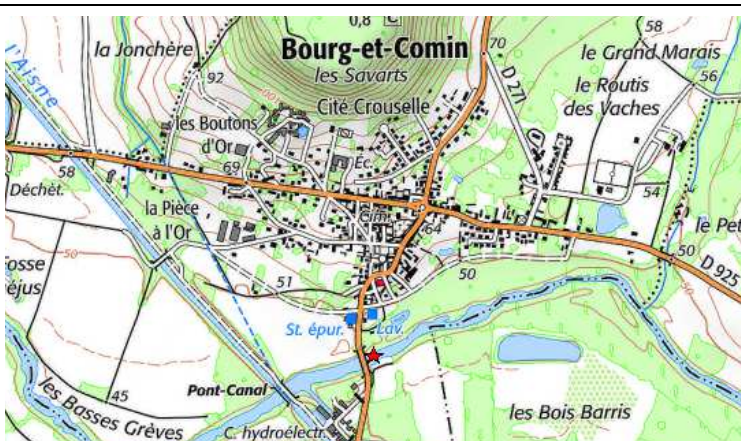 0,8
C
70
58
la Jonchère
Bourg-et-Comin
le Grand Marais
l'Aisne
92
les Savarts
D 271
56
le Routis
des Vaches
100
Cité Crouselle
les Boutons
d'Or
58
69
Éc.
Déchèt.
54
la Pièce
à l'Or
Cim.
64
le Pet
50
50
51
50
D 925
osse
éjus
St. épur.
Lav.
45
Pont-Canal
les Basses Grèves
C. hydroélectr.
les Bois Barris